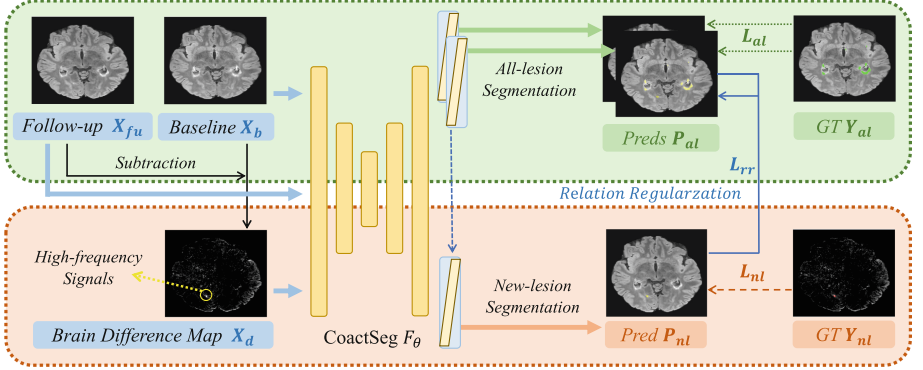 Follow-up X_fu
Baseline X_b
Subtraction
All-lesion
Segmentation
Preds P_al
L_al
GT Y_al
L_rr
Relation Regularzation
High-frequency
Signals
Brain Difference Map X_d
CoactSeg F_θ
New-lesion
Segmentation
Pred P_nl
L_nl
GT Y_nl